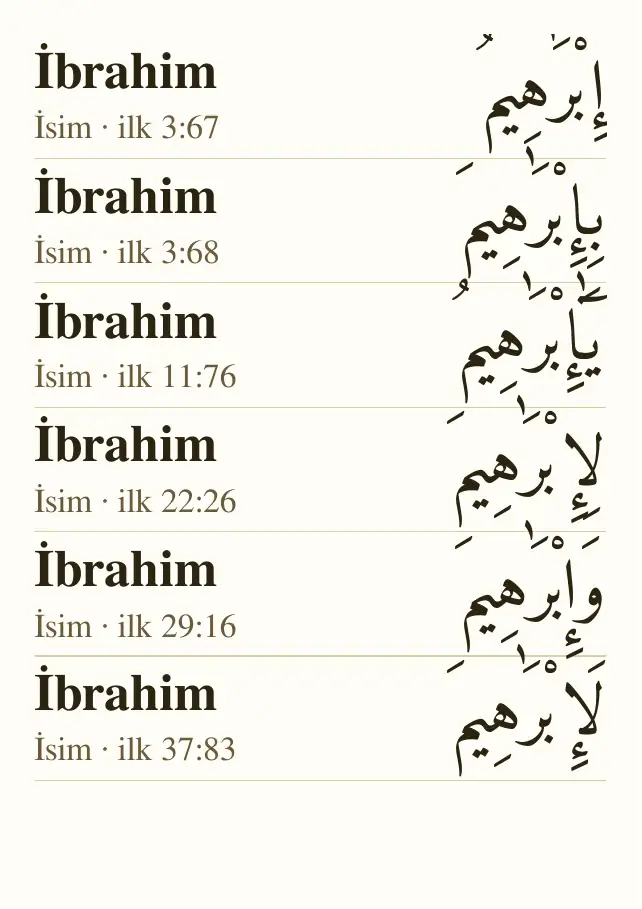 İbrahim إِبْرَٰهِيمُ
İsim · ilk 3:67
İbrahim بِإِبْرَٰهِيمَ
İsim · ilk 3:68
İbrahim يَٰٓإِبْرَٰهِيمُ
İsim · ilk 11:76
İbrahim لِإِبْرَٰهِيمَ
İsim · ilk 22:26
İbrahim وَإِبْرَٰهِيمَ
İsim · ilk 29:16
İbrahim لَإِبْرَٰهِيمَ
İsim · ilk 37:83